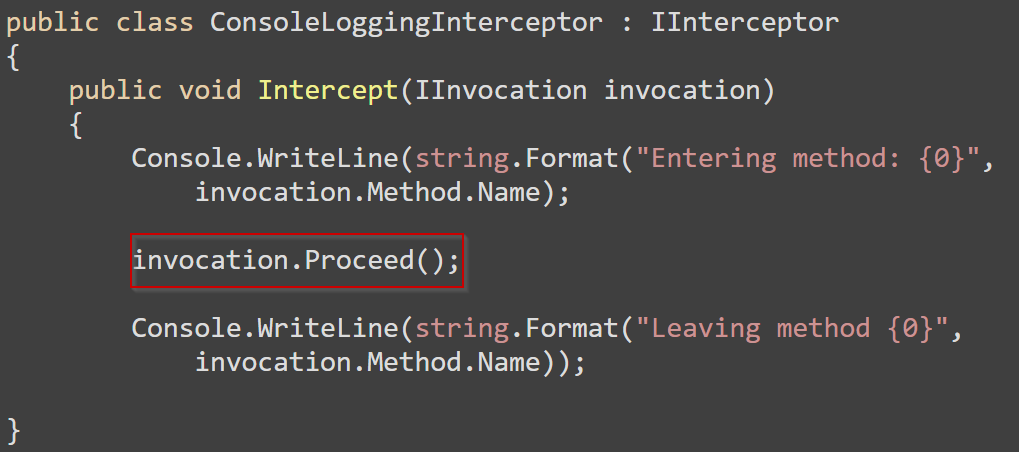 public class ConsoleLoggingInterceptor : IInterceptor
{
    public void Intercept(IInvocation invocation)
    {
        Console.WriteLine(string.Format("Entering method: {0}",
            invocation.Method.Name);
        invocation.Proceed();
        Console.WriteLine(string.Format("Leaving method {0}",
            invocation.Method.Name));
}